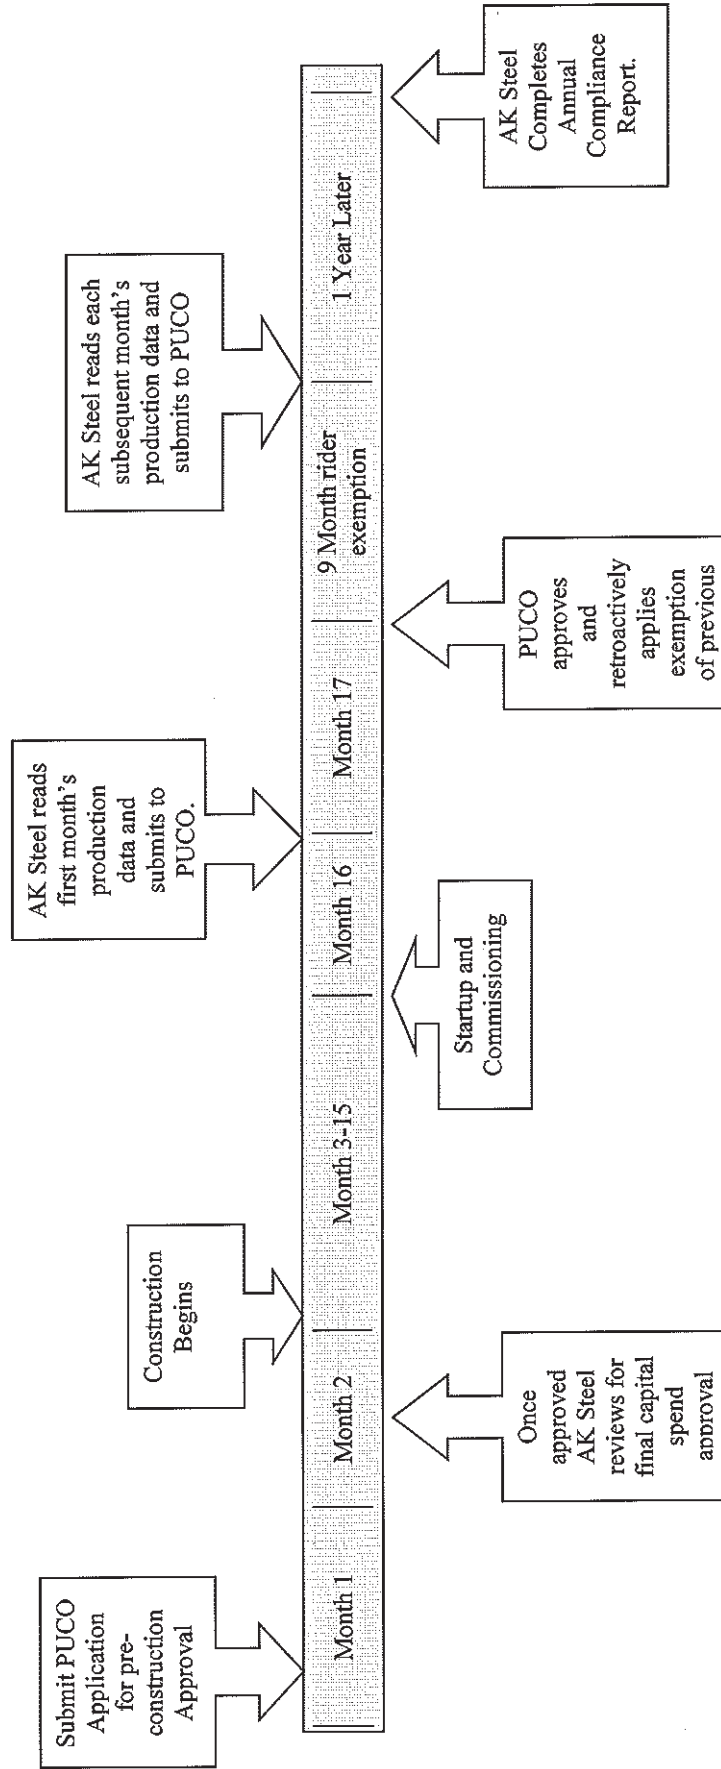 Submit PUCO
Application
for pre-
construction
Approval
Construction
Begins
AK Steel reads
first month's
production
data and
submits to
PUCO.
AK Steel reads each
subsequent month's
production data and
submits to PUCO
Month 1
Month 2
Month 3-15
Month 16
Month 17
9 Month rider
exemption
1 Year Later
Once
approved
AK Steel
reviews for
final capital
spend
approval
Startup and
Commissioning
PUCO
approves
and
retroactively
applies
exemption
of previous
AK Steel
Completes
Annual
Compliance
Report.